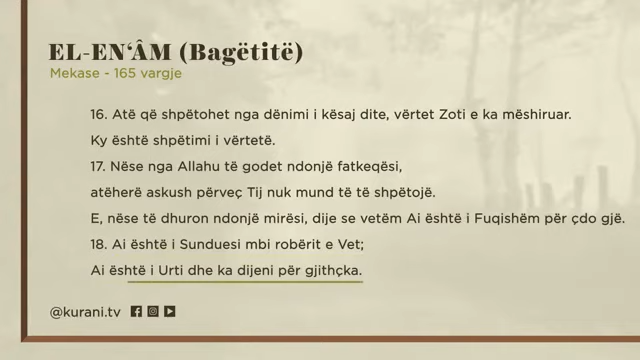 EL-EN‘ÂM (Bagëtitë)
Mekase - 165 vargje
16. Atë që shpëtohet nga dënimi i kësaj dite, vërtet Zoti e ka mëshiruar.
Ky është shpëtimi i vërtetë.
17. Nëse nga Allahu të godet ndonjë fatkeqësi,
atëherë askush përveç Tij nuk mund të të shpëtojë.
E, nëse të dhuron ndonjë mirësi, dije se vetëm Ai është i Fuqishëm për çdo gjë.
18. Ai është i Sunduesi mbi robërit e Vet;
Ai është i Urti dhe ka dijeni për gjithçka.
@kurani.tv